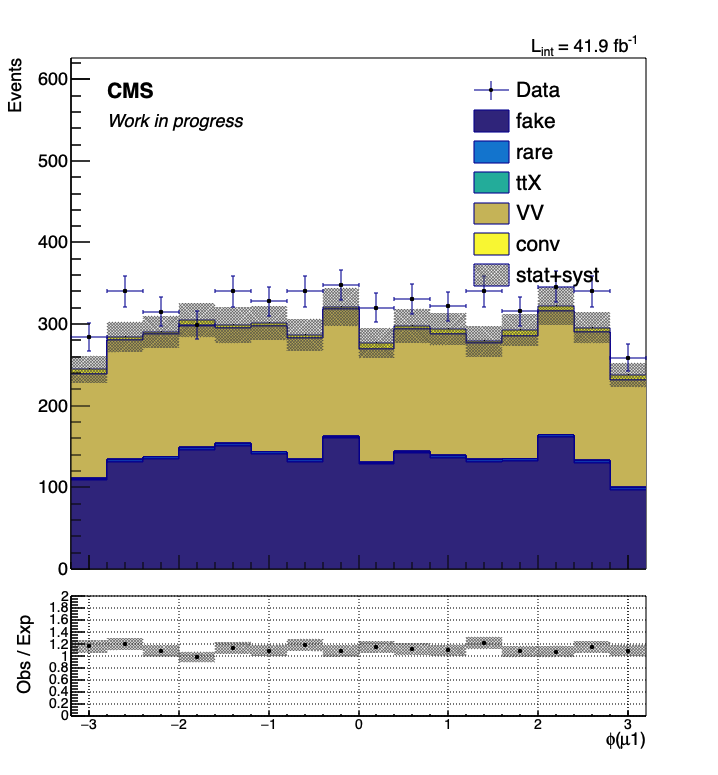 L_int = 41.9 fb^-1
Events
600
500
400
300
200
100
0
CMS
Work in progress
Data
fake
rare
ttX
VV
conv
stat+syst
Obs / Exp
2
1.8
1.6
1.4
1.2
1
0.8
0.6
0.4
0.2
0
−3 −2 −1 0 1 2 3
ϕ(μ1)